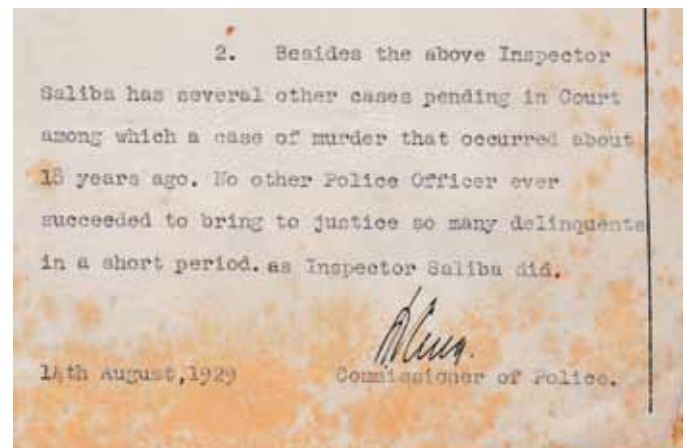 2. Besides the above Inspector
Saliba has several other cases pending in Court
among which a case of murder that occurred about
18 years ago. No other Police Officer ever
succeeded to bring to justice so many delinquents
in a short period. as Inspector Saliba did.
14th August, 1929
Commissioner of Police.